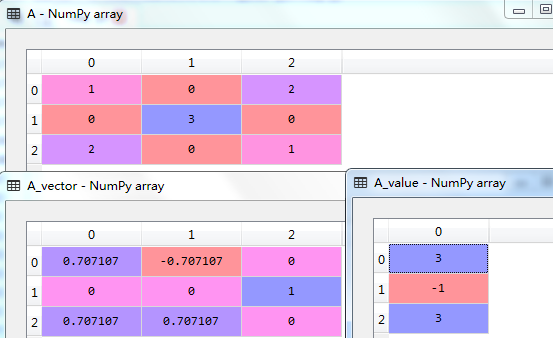 A - NumPy array
0 1 2
0 1 0 2
1 0 3 0
2 2 0 1
A_vector - NumPy array
0 1 2
0 0.707107 -0.707107 0
1 0 0 1
2 0.707107 0.707107 0
A_value - NumPy array
0
0 3
1 -1
2 3